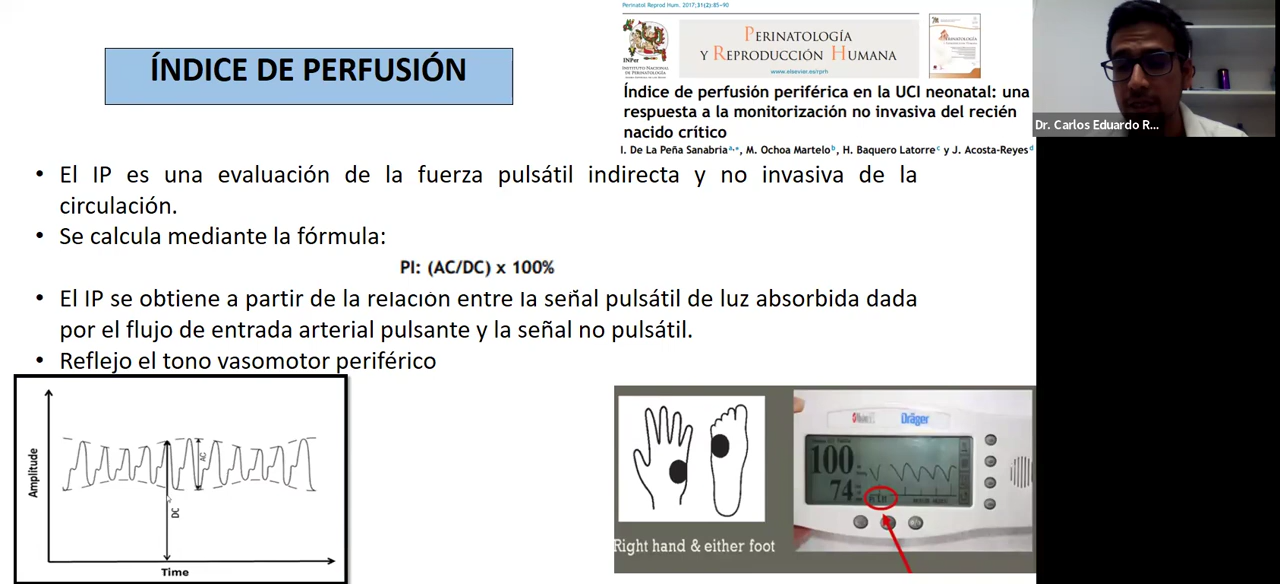 Perinatol Reprod Hum. 2017;31(2):85-90
ÍNDICE DE PERFUSIÓN
INPer
INSTITUTO NACIONAL
DE PERINATOLOGÍA
PERINATOLOGÍA
Y REPRODUCCIÓN HUMANA
www.elsevier.es/rprh
Índice de perfusión periférica en la UCI neonatal: una
respuesta a la monitorización no invasiva del recién
nacido crítico
I. De La Peña Sanabria a,*, M. Ochoa Martelo b, H. Baquero Latorre c y J. Acosta-Reyes d
Dr. Carlos Eduardo R...
• El IP es una evaluación de la fuerza pulsátil indirecta y no invasiva de la
circulación.
• Se calcula mediante la fórmula:
PI: (AC/DC) x 100%
• El IP se obtiene a partir de la relación entre la señal pulsátil de luz absorbida dada
por el flujo de entrada arterial pulsante y la señal no pulsátil.
• Reflejo el tono vasomotor periférico
Amplitude
AC
DC
Time
Right hand & either foot
Dräger
100
74